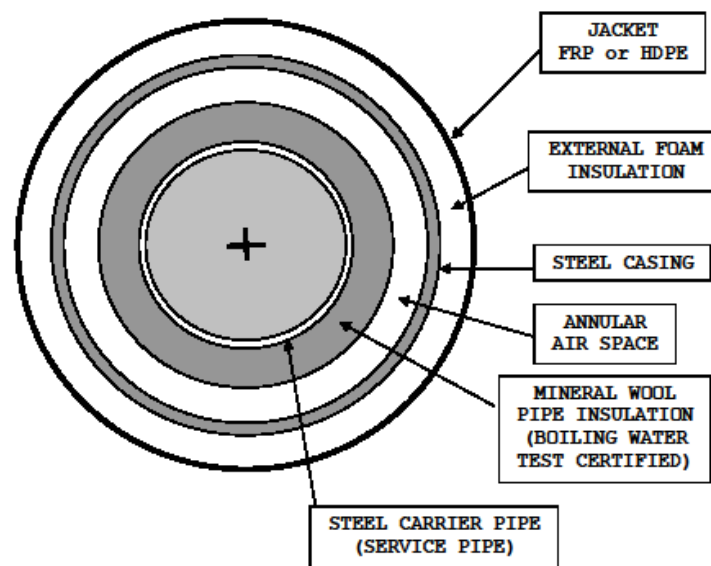 JACKET
FRP or HDPE
EXTERNAL FOAM
INSULATION
STEEL CASING
ANNULAR
AIR SPACE
MINERAL WOOL
PIPE INSULATION
(BOILING WATER
TEST CERTIFIED)
STEEL CARRIER PIPE
(SERVICE PIPE)